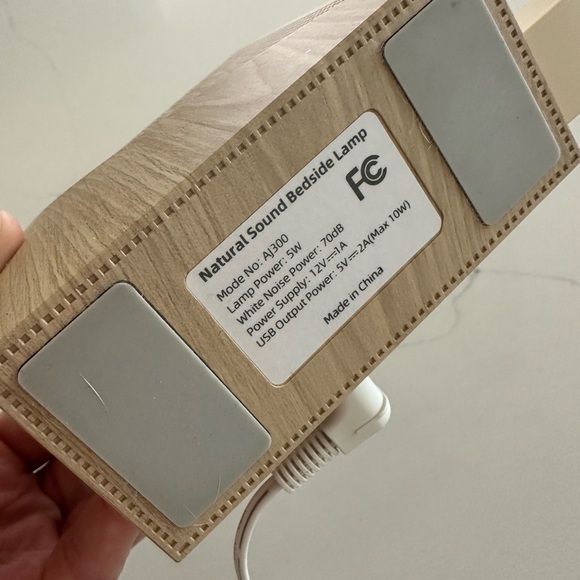 Natural Sound Bedside Lamp
Mode No: AJ300
Lamp Power: 5W
White Noise Power: 70dB
Power Supply: 12V⎓1A
USB Output Power: 5V⎓2A(Max 10W)
Made in China
FC